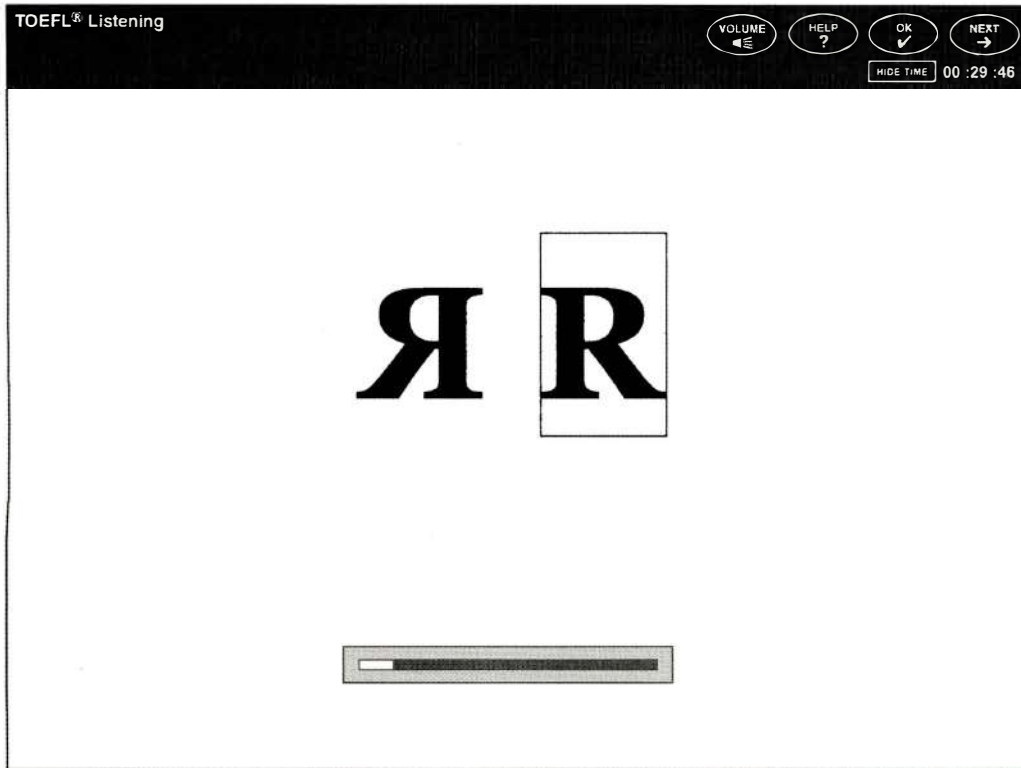 TOEFL® Listening
VOLUME
HELP
?
OK
NEXT
HIDE TIME 00 :29 :46
Я R